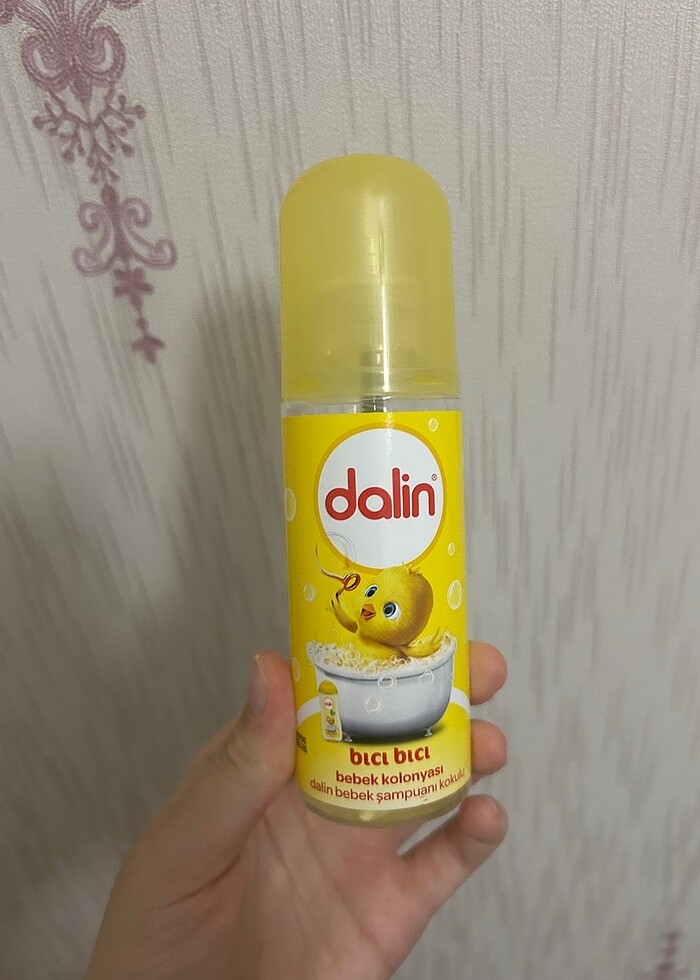 dalin
bıcı bıcı
bebek kolonyası
dalin bebek şampuanı kokulu